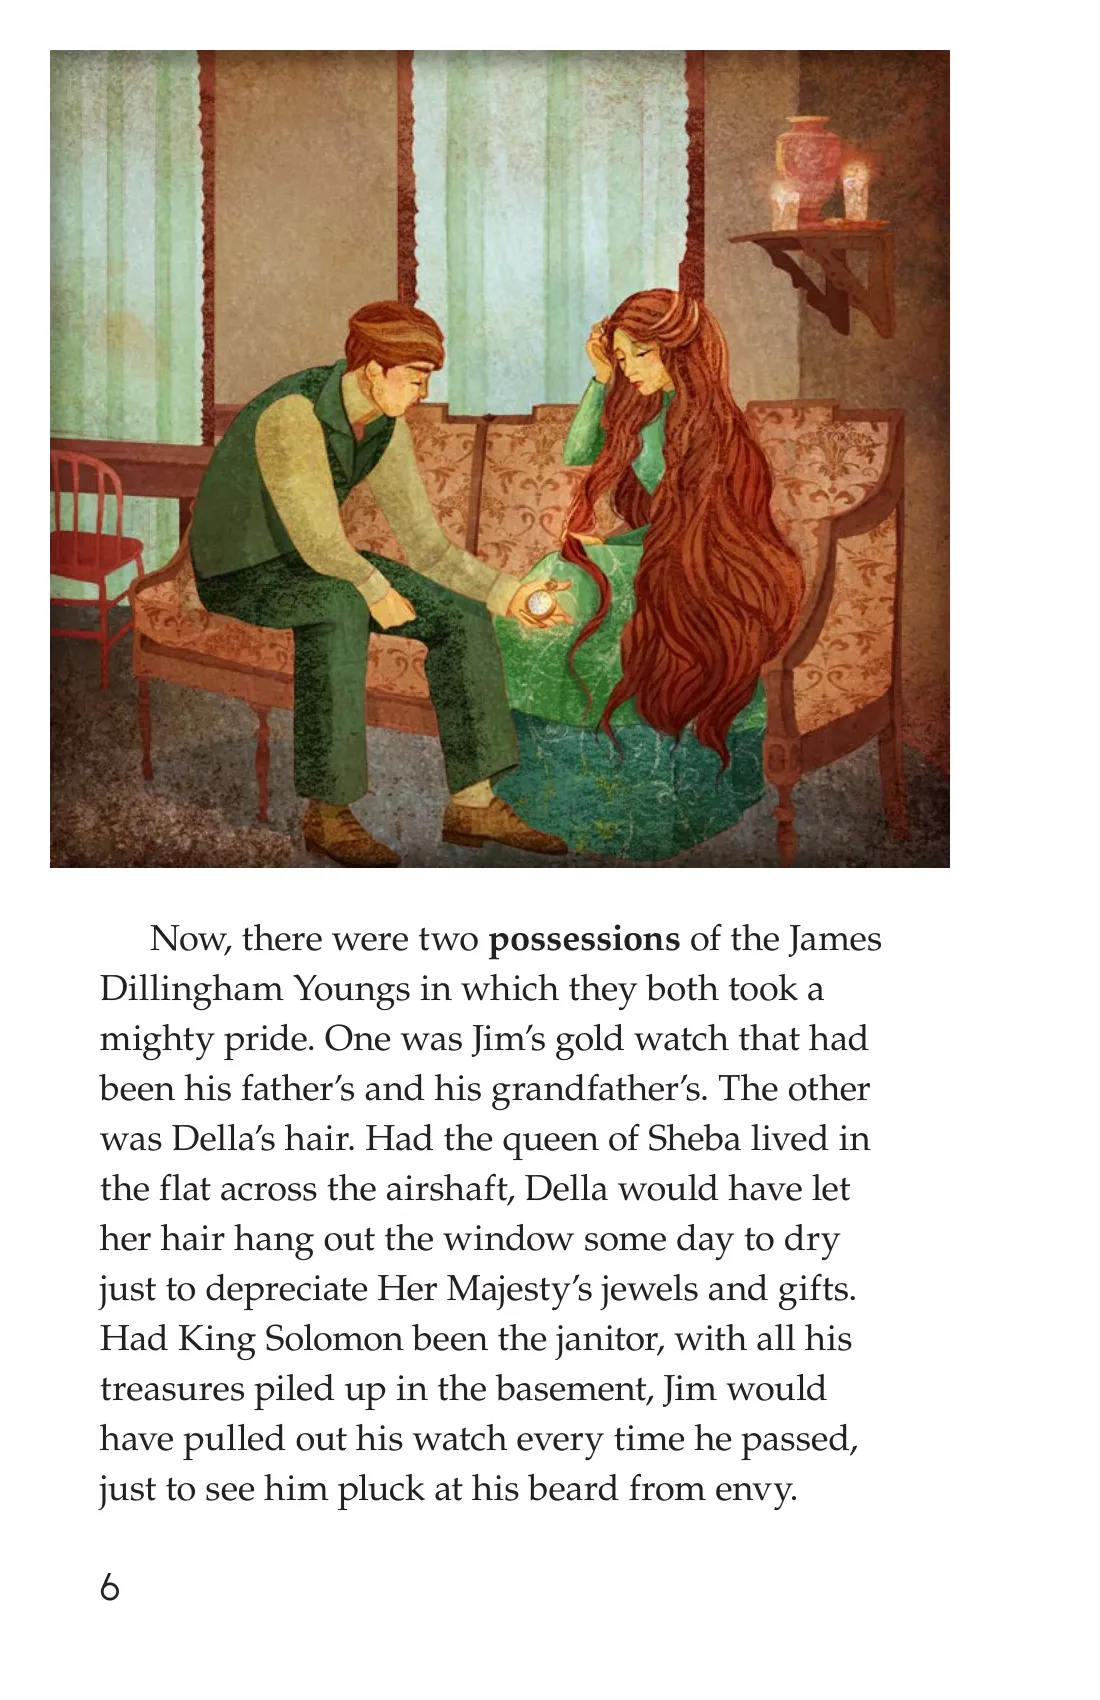 Now, there were two possessions of the James
Dillingham Youngs in which they both took a
mighty pride. One was Jim’s gold watch that had
been his father’s and his grandfather’s. The other
was Della’s hair. Had the queen of Sheba lived in
the flat across the airshaft, Della would have let
her hair hang out the window some day to dry
just to depreciate Her Majesty’s jewels and gifts.
Had King Solomon been the janitor, with all his
treasures piled up in the basement, Jim would
have pulled out his watch every time he passed,
just to see him pluck at his beard from envy.
6